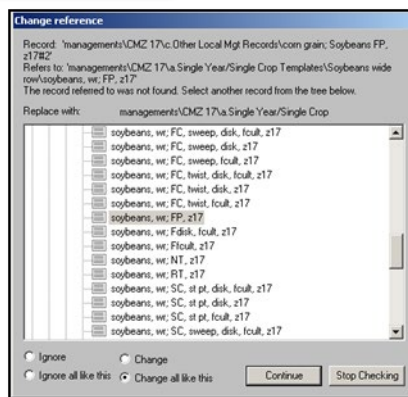 Change reference
Record: 'managements\CMZ 17\c.Other Local Mgt Records\corn grain; Soybeans FP,
z17#2'
Refers to: 'managements\CMZ 17\a.Single Year/Single Crop Templates\Soybeans wide
row\soybeans, wr; FP, z17'
The record referred to was not found. Select another record from the tree below.
Replace with: managements\CMZ 17\a.Single Year/Single Crop
soybeans, wr; FC, sweep, disk, fcult, z17
soybeans, wr; FC, sweep, disk, z17
soybeans, wr; FC, sweep, fcult, z17
soybeans, wr; FC, twist, disk, fcult, z17
soybeans, wr; FC, twist, disk, z17
soybeans, wr; FC, twist, fcult, z17
soybeans, wr; FP, z17
soybeans, wr; Fdisk, fcult, z17
soybeans, wr; Ffcult, z17
soybeans, wr; NT, z17
soybeans, wr; RT, z17
soybeans, wr; SC, st pt, disk, fcult, z17
soybeans, wr; SC, st pt, disk, z17
soybeans, wr; SC, st pt, fcult, z17
soybeans, wr; SC, sweep, disk, fcult, z17
Ignore Change
Ignore all like this Change all like this Continue Stop Checking